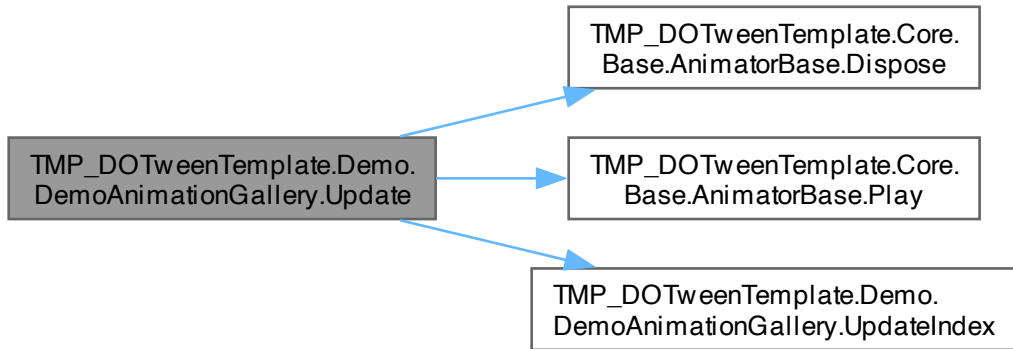 TMP_DOTweenTemplate.Core.
Base.AnimatorBase.Dispose
TMP_DOTweenTemplate.Demo.
DemoAnimationGallery.Update
TMP_DOTweenTemplate.Core.
Base.AnimatorBase.Play
TMP_DOTweenTemplate.Demo.
DemoAnimationGallery.UpdateIndex